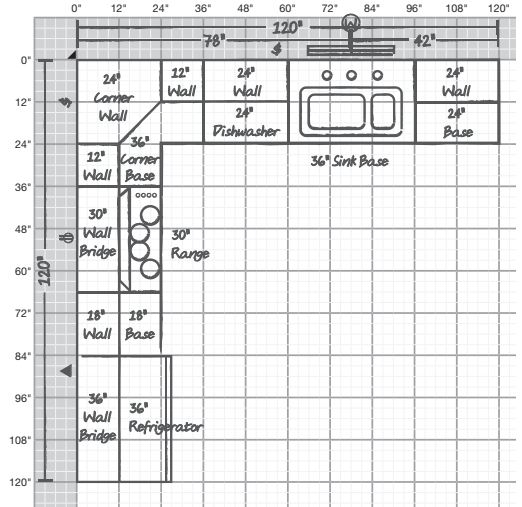 0" 12" 24" 36" 48" 60" 72" 84" 96" 108" 120"
W
120"
78" 42"
0"
24"
Corner
Wall
12"
Wall
24"
Wall
24"
Wall
12"
24"
Dishwasher
24"
Base
24"
36"
Corner
Base
12"
Wall
36" Sink Base
36"
30"
Wall
Bridge
30"
Range
48"
60"
120"
72"
18"
Wall
18"
Base
84"
96"
36"
Wall
Bridge
36"
Refrigerator
108"
120"